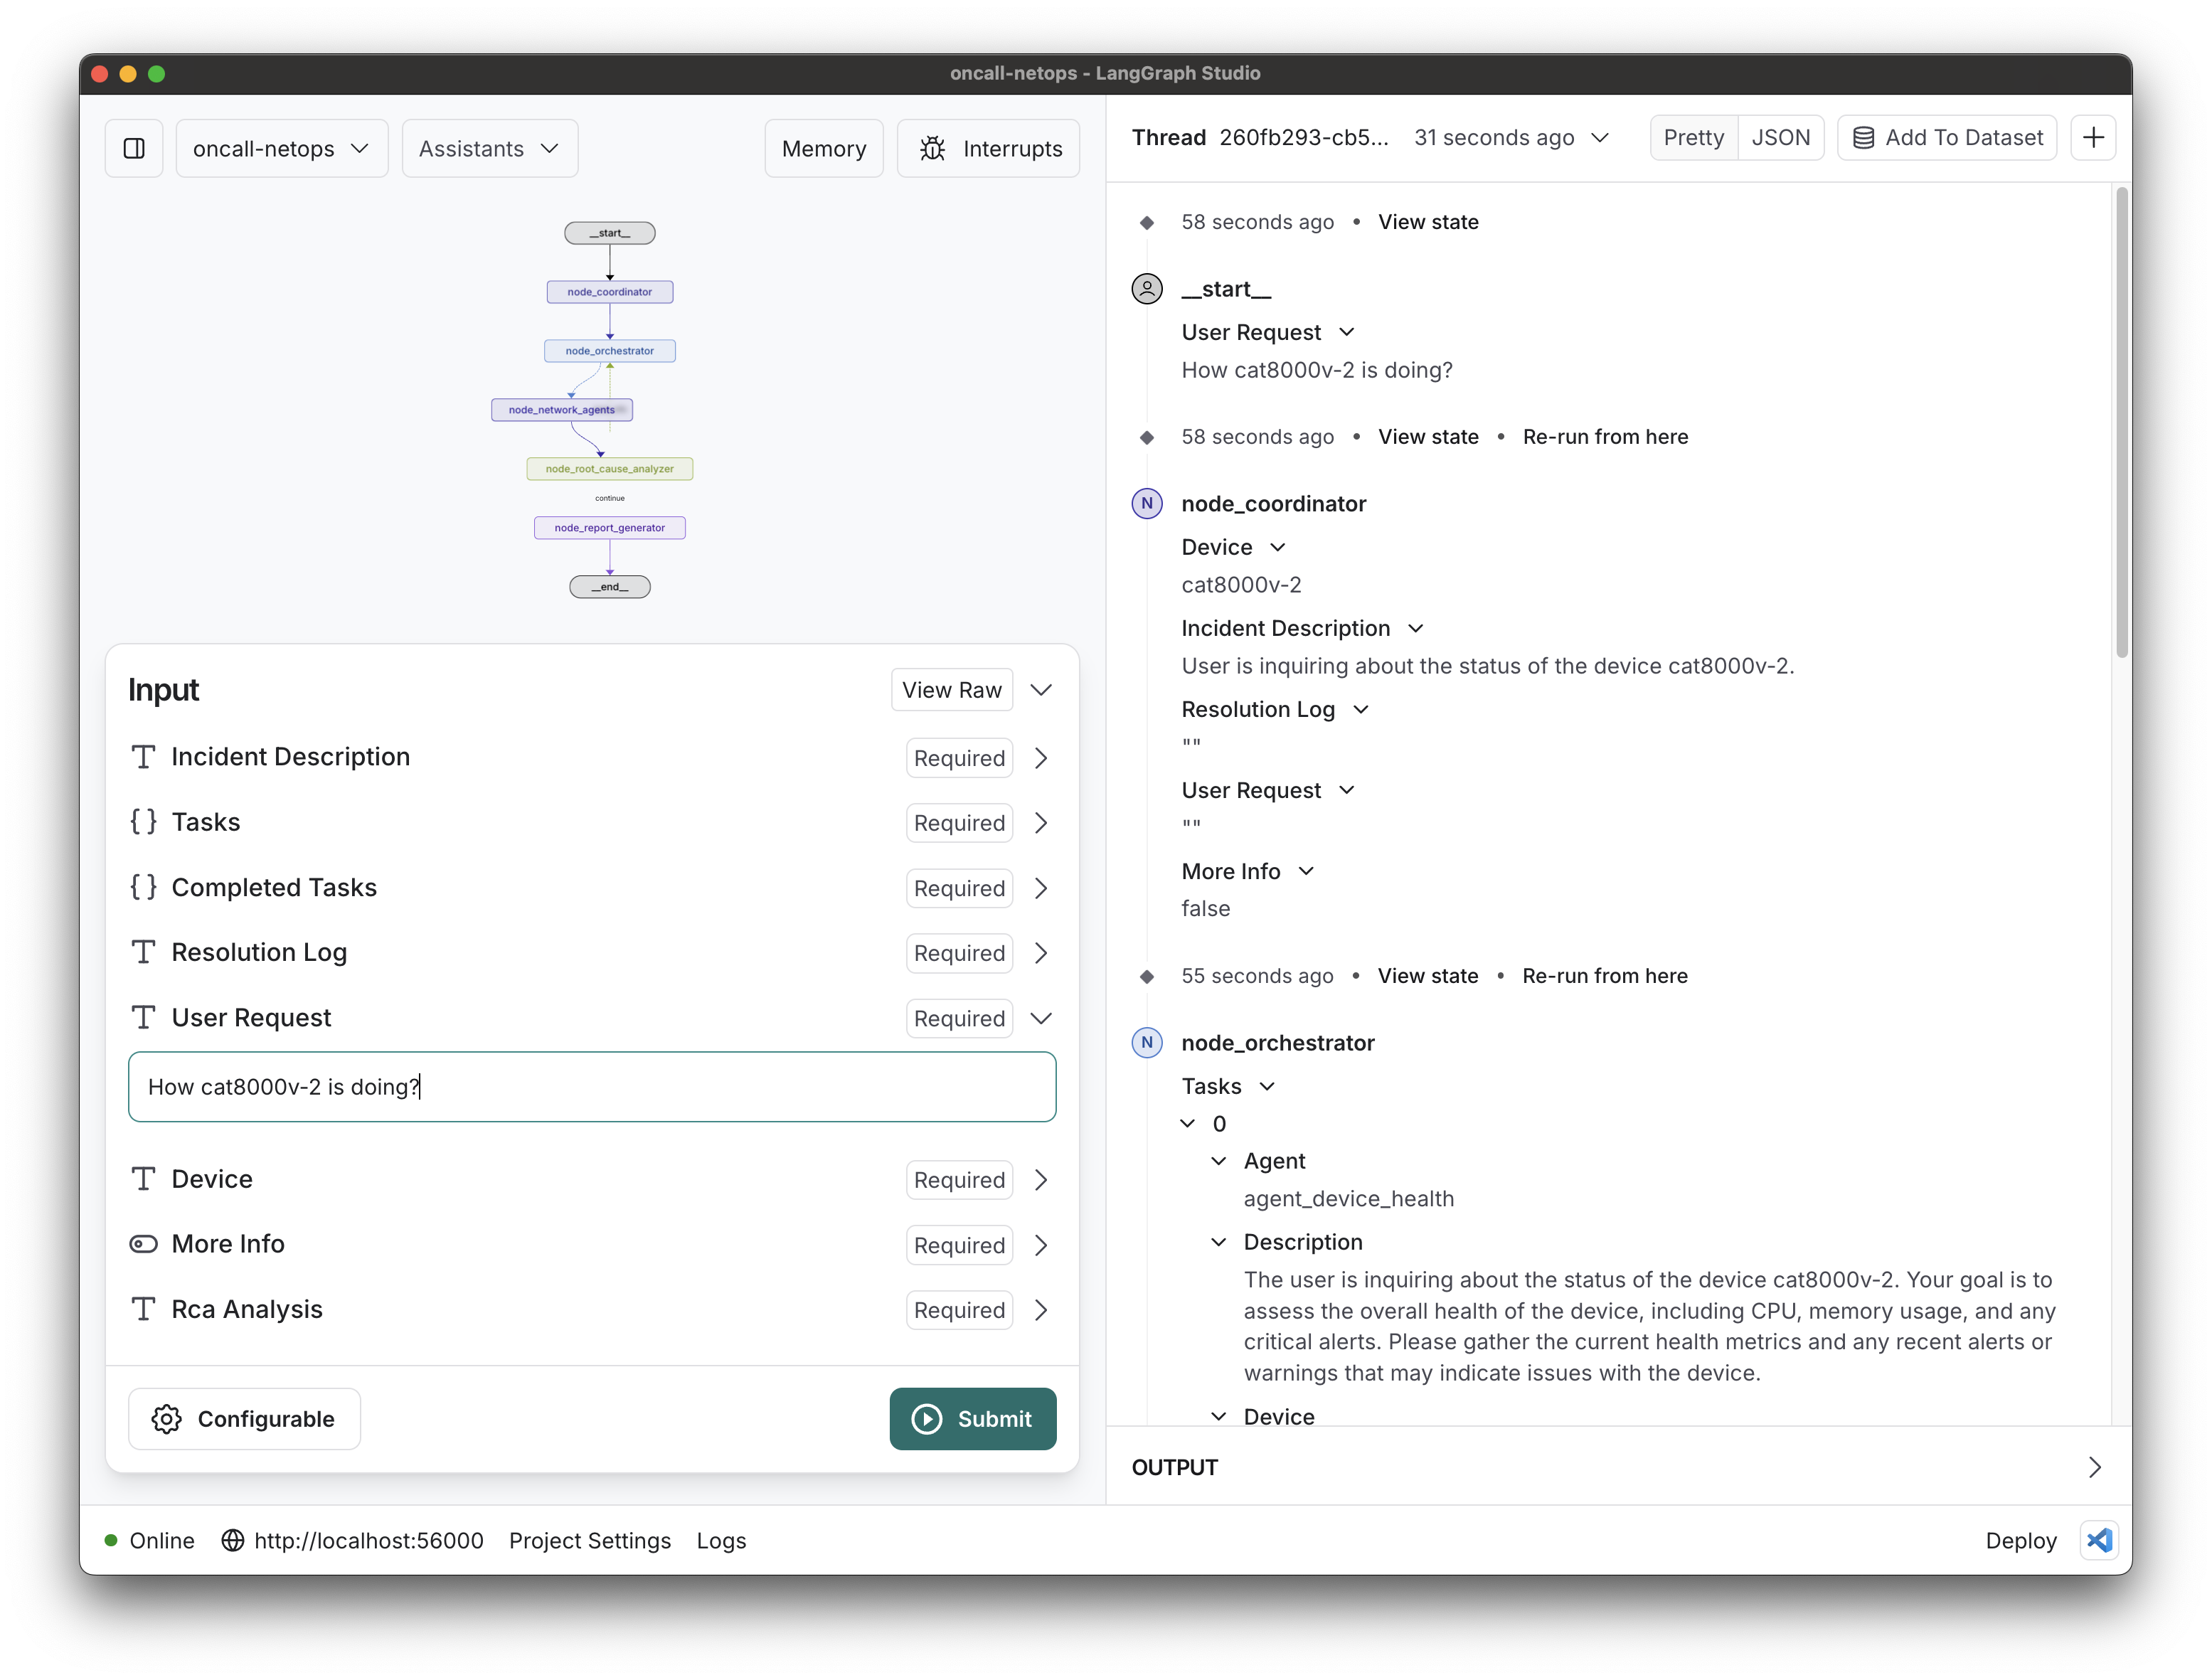 oncall-netops - LangGraph Studio
oncall-netops
Assistants
Memory
Interrupts
__start__
node_coordinator
node_orchestrator
node_network_agents
node_root_cause_analyzer
continue
node_report_generator
__end__
Input
View Raw
Incident Description
Required
Tasks
Required
Completed Tasks
Required
Resolution Log
Required
User Request
Required
How cat8000v-2 is doing?
Device
Required
More Info
Required
Rca Analysis
Required
Configurable
Submit
Thread 260fb293-cb5... 31 seconds ago
Pretty
JSON
Add To Dataset
58 seconds ago • View state
__start__
User Request
How cat8000v-2 is doing?
58 seconds ago • View state • Re-run from here
N
node_coordinator
Device
cat8000v-2
Incident Description
User is inquiring about the status of the device cat8000v-2.
Resolution Log
""
User Request
""
More Info
false
55 seconds ago • View state • Re-run from here
N
node_orchestrator
Tasks
0
Agent
agent_device_health
Description
The user is inquiring about the status of the device cat8000v-2. Your goal is to
assess the overall health of the device, including CPU, memory usage, and any
critical alerts. Please gather the current health metrics and any recent alerts or
warnings that may indicate issues with the device.
Device
OUTPUT
Online
http://localhost:56000
Project Settings
Logs
Deploy